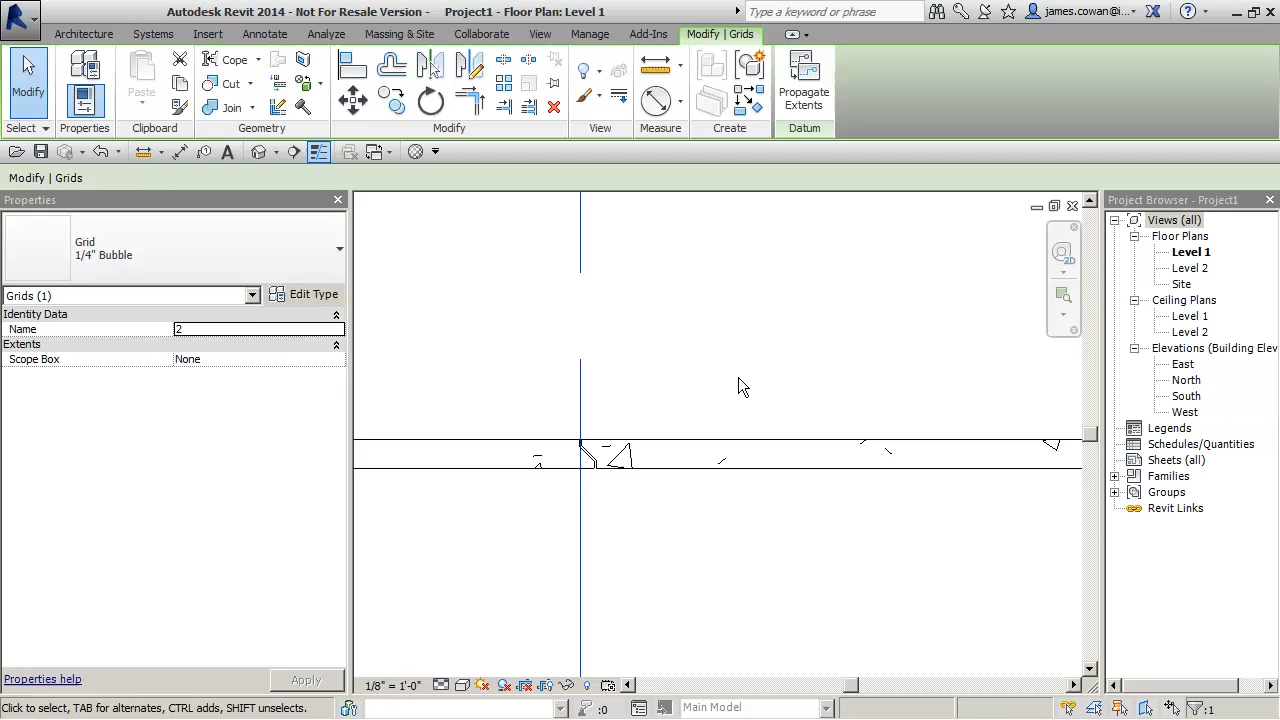 Autodesk Revit 2014 - Not For Resale Version - Project1 - Floor Plan: Level 1
Type a keyword or phrase
james.cowan@i...
Architecture Systems Insert Annotate Analyze Massing & Site Collaborate View Manage Add-Ins Modify | Grids
Modify
Paste
Cope
Cut
Join
Propagate
Extents
Select Properties Clipboard Geometry Modify View Measure Create Datum
Modify | Grids
Properties
Grid
1/4" Bubble
Grids (1)
Edit Type
Identity Data
Name 2
Extents
Scope Box None
Properties help
Apply
2D
Project Browser - Project1
Views (all)
Floor Plans
Level 1
Level 2
Site
Ceiling Plans
Level 1
Level 2
Elevations (Building Elev
East
North
South
West
Legends
Schedules/Quantities
Sheets (all)
Families
Groups
Revit Links
1/8" = 1'-0"
Click to select, TAB for alternates, CTRL adds, SHIFT unselects.
:0
Main Model
:1